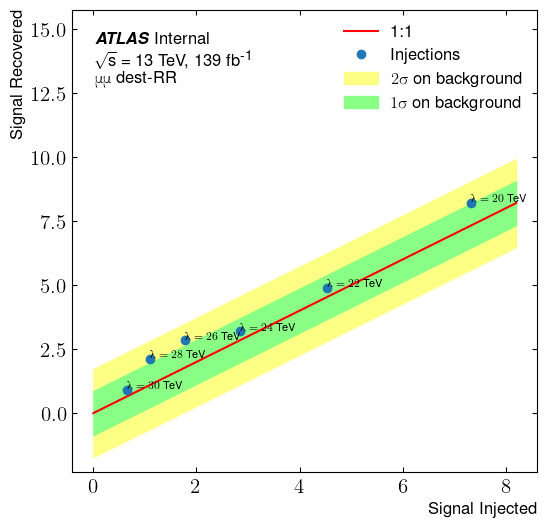 ATLAS Internal
√s = 13 TeV, 139 fb⁻¹
μμ dest-RR
1:1
Injections
2σ on background
1σ on background
Signal Recovered
15.0
12.5
10.0
7.5
5.0
2.5
0.0
λ = 20 TeV
λ = 22 TeV
λ = 24 TeV
λ = 26 TeV
λ = 28 TeV
λ = 30 TeV
0 2 4 6 8
Signal Injected